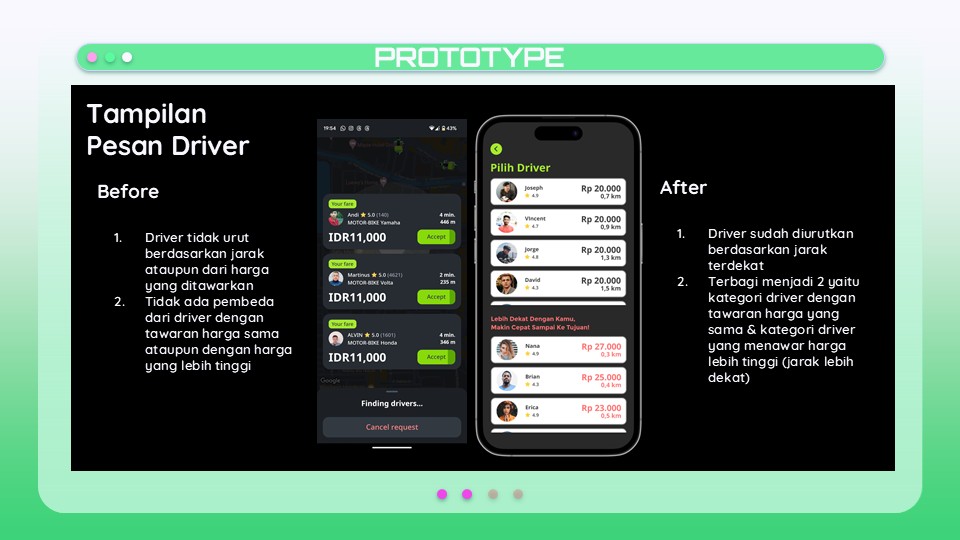 PROTOTYPE
Tampilan
Pesan Driver
Before
1. Driver tidak urut
berdasarkan jarak
ataupun dari harga
yang ditawarkan
2. Tidak ada pembeda
dari driver dengan
tawaran harga sama
ataupun dengan harga
yang lebih tinggi
19:54 43%
Your fare
Andi 5.0 (140) 4 min.
MOTOR-BIKE Yamaha 446 m
IDR11,000 Accept
Your fare
Martinus 5.0 (4621) 2 min.
MOTOR-BIKE Volta 235 m
IDR11,000 Accept
Your fare
ALVIN 5.0 (1601) 4 min.
MOTOR-BIKE Honda 346 m
IDR11,000 Accept
Google
Finding drivers...
Cancel request
Pilih Driver
Joseph Rp 20.000
4.9 0,7 km
Vincent Rp 20.000
4.7 0,9 km
Jorge Rp 20.000
4.8 1,3 km
David Rp 20.000
4.3 1,5 km
Lebih Dekat Dengan Kamu,
Makin Cepat Sampai Ke Tujuan!
Nana Rp 27.000
4.9 0,3 km
Brian Rp 25.000
4.3 0,4 km
Erica Rp 23.000
4.9 0,5 km
After
1. Driver sudah diurutkan
berdasarkan jarak
terdekat
2. Terbagi menjadi 2 yaitu
kategori driver dengan
tawaran harga yang
sama & kategori driver
yang menawar harga
lebih tinggi (jarak lebih
dekat)